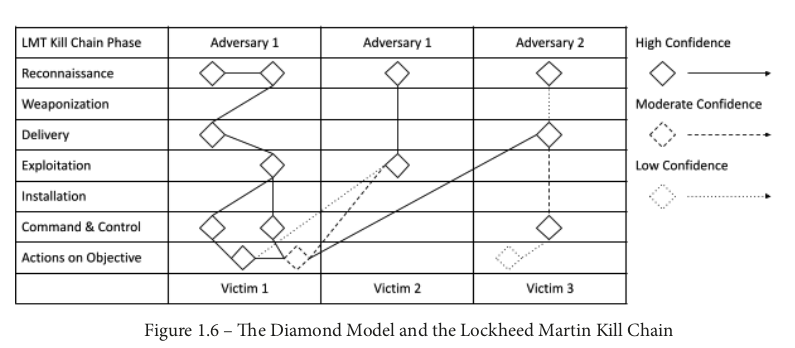 LMT Kill Chain Phase Adversary 1 Adversary 1 Adversary 2 High Confidence
Reconnaissance
Weaponization Moderate Confidence
Delivery
Exploitation Low Confidence
Installation
Command & Control
Actions on Objective
Victim 1 Victim 2 Victim 3
Figure 1.6 – The Diamond Model and the Lockheed Martin Kill Chain